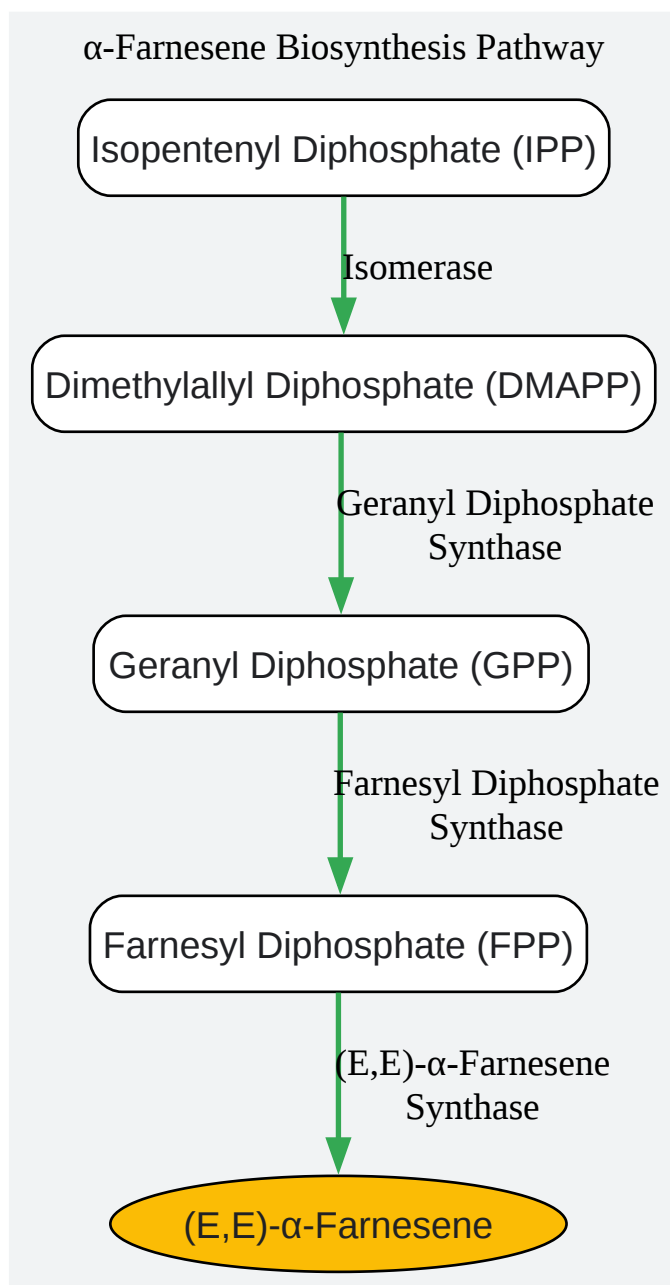 α-Farnesene Biosynthesis Pathway
Isopentenyl Diphosphate (IPP)
Isomerase
Dimethylallyl Diphosphate (DMAPP)
Geranyl Diphosphate
Synthase
Geranyl Diphosphate (GPP)
Farnesyl Diphosphate
Synthase
Farnesyl Diphosphate (FPP)
(E,E)-α-Farnesene
Synthase
(E,E)-α-Farnesene